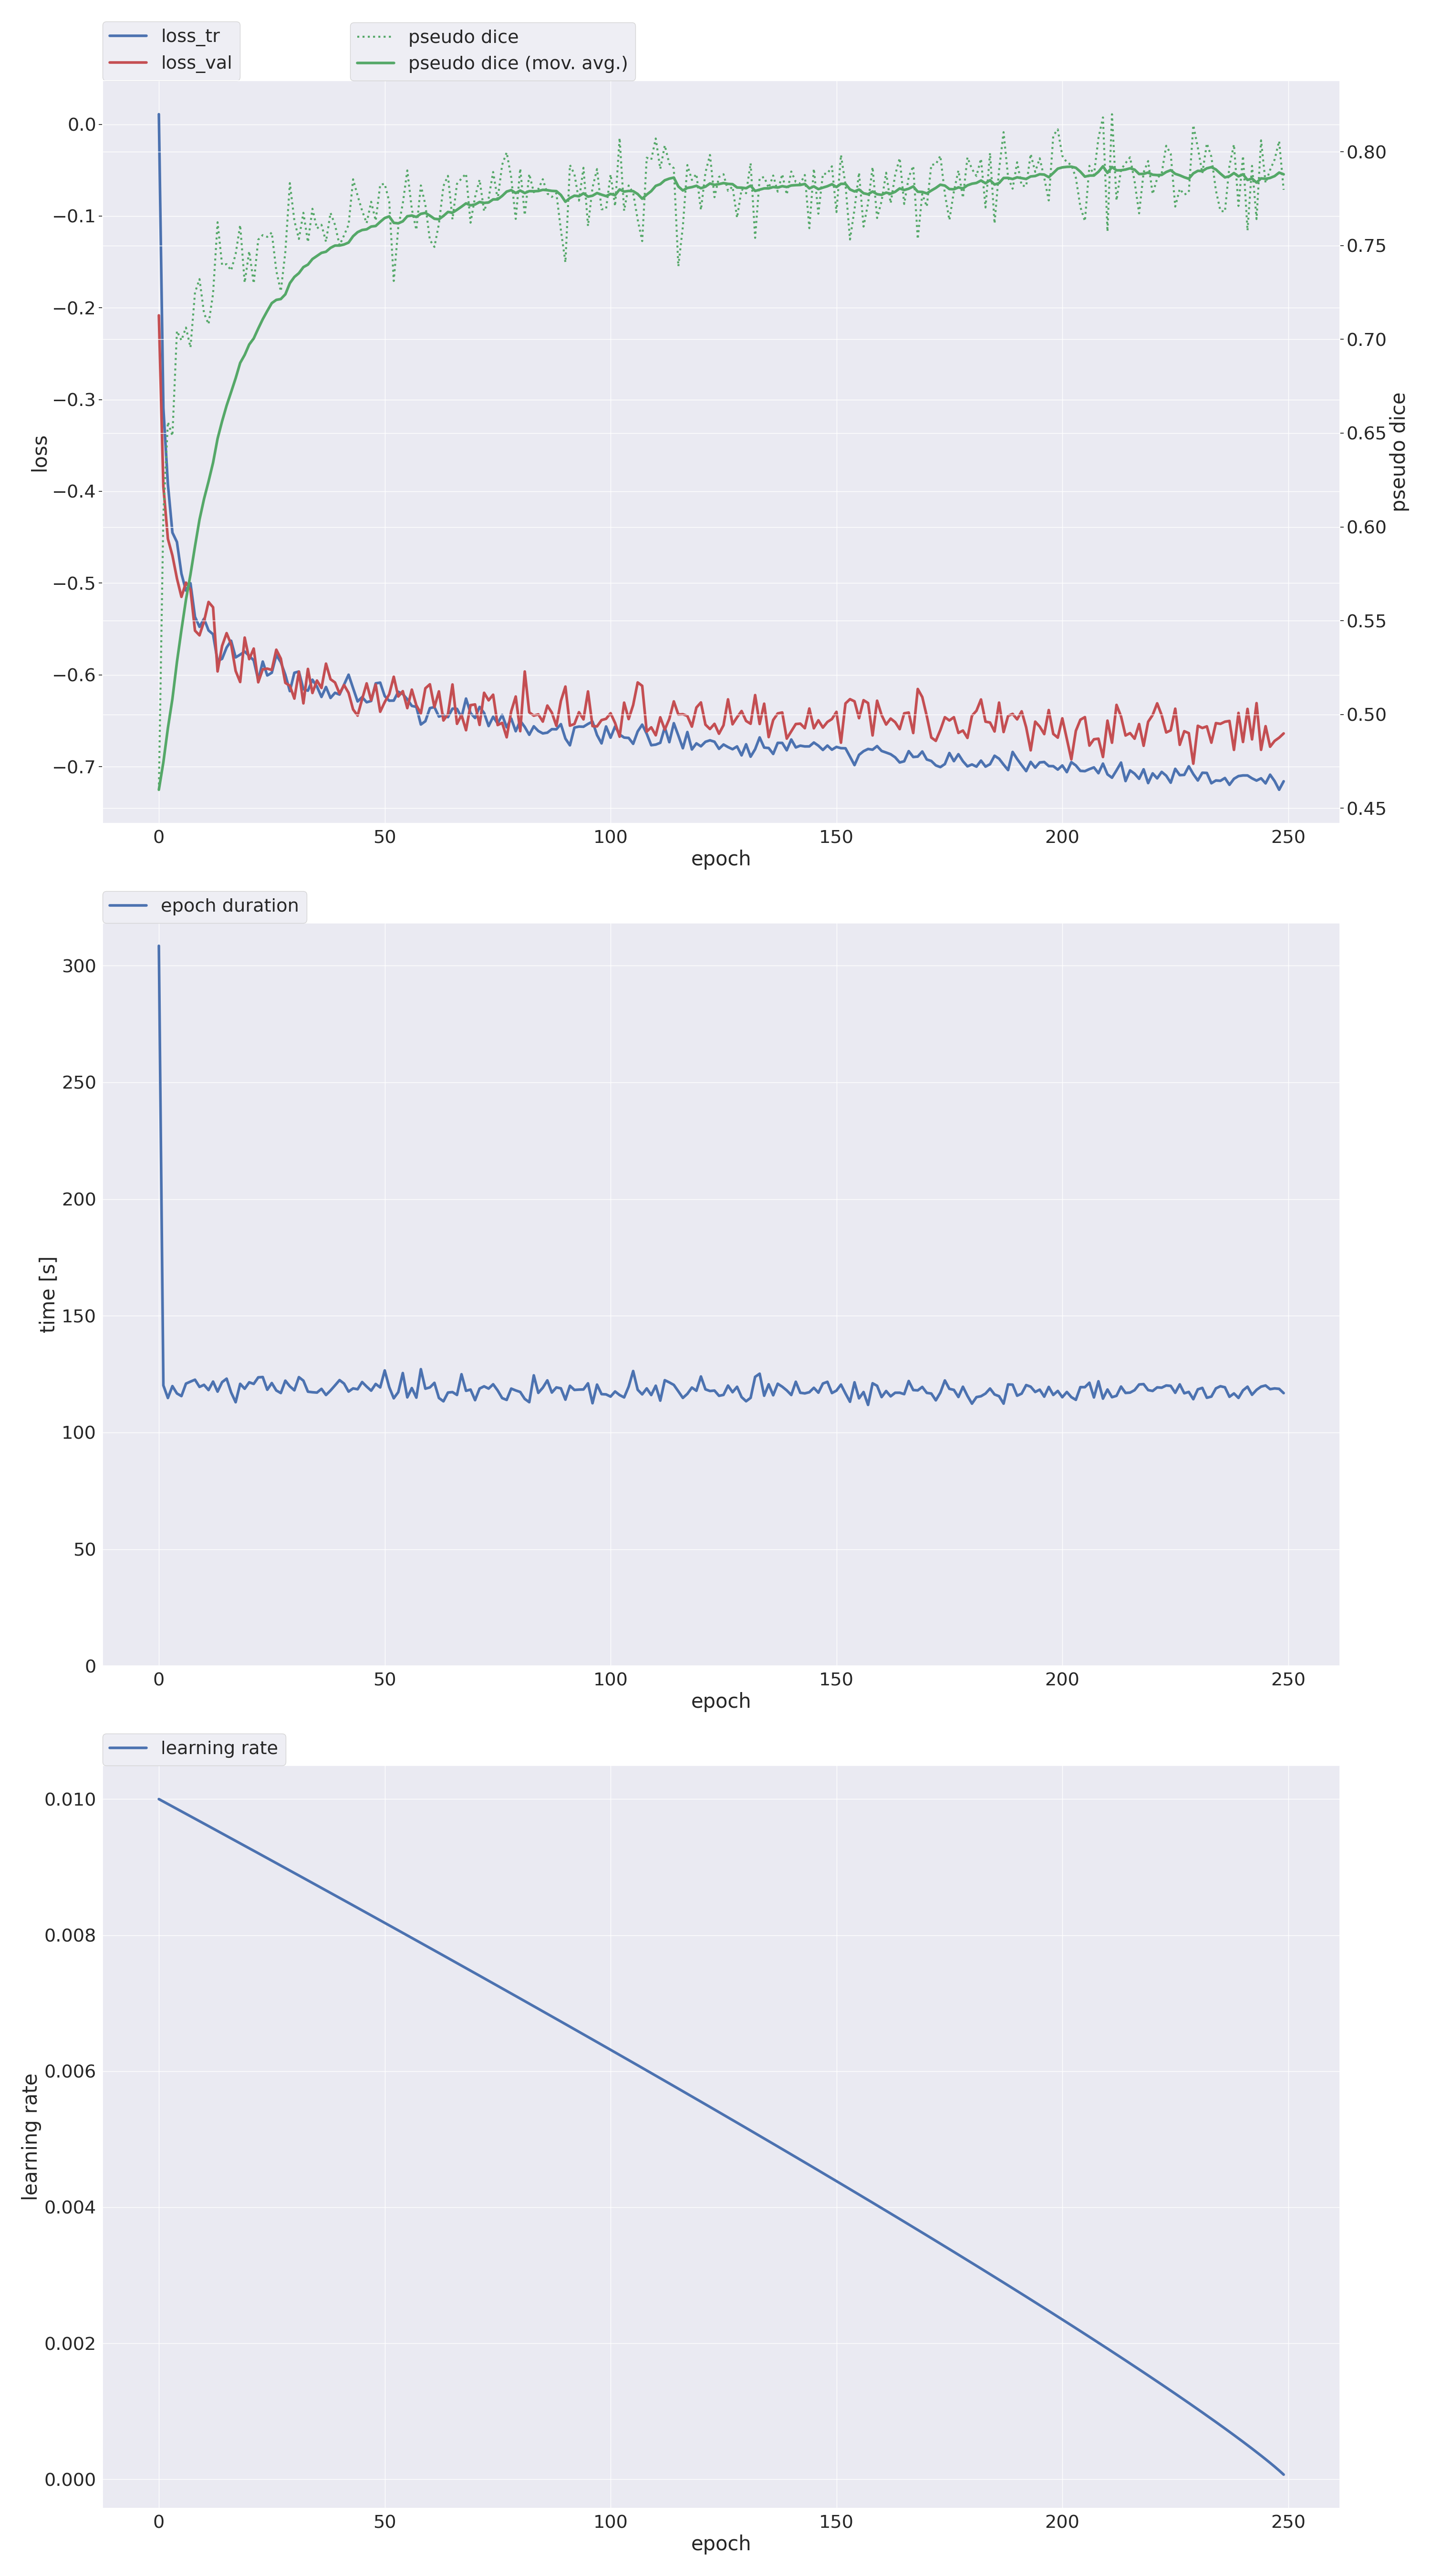 loss_tr
loss_val
pseudo dice
pseudo dice (mov. avg.)
0.0
−0.1
−0.2
−0.3
−0.4
−0.5
−0.6
−0.7
loss
0.80
0.75
0.70
0.65
0.60
0.55
0.50
0.45
pseudo dice
0 50 100 150 200 250
epoch
epoch duration
300
250
200
150
100
50
0
time [s]
0 50 100 150 200 250
epoch
learning rate
0.010
0.008
0.006
0.004
0.002
0.000
learning rate
0 50 100 150 200 250
epoch